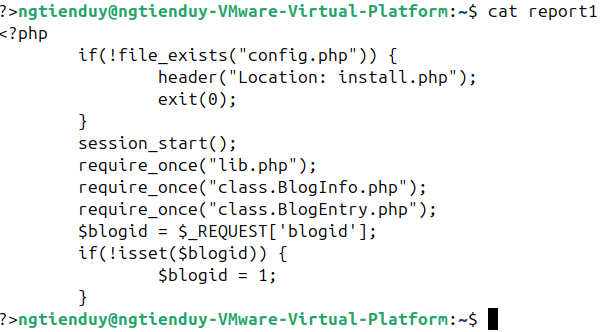 ?>ngtienduy@ngtienduy-VMware-Virtual-Platform:~$ cat report1
<?php
        if(!file_exists("config.php")) {
                header("Location: install.php");
                exit(0);
        }
        session_start();
        require_once("lib.php");
        require_once("class.BlogInfo.php");
        require_once("class.BlogEntry.php");
        $blogid = $_REQUEST['blogid'];
        if(!isset($blogid)) {
                $blogid = 1;
        }
?>ngtienduy@ngtienduy-VMware-Virtual-Platform:~$